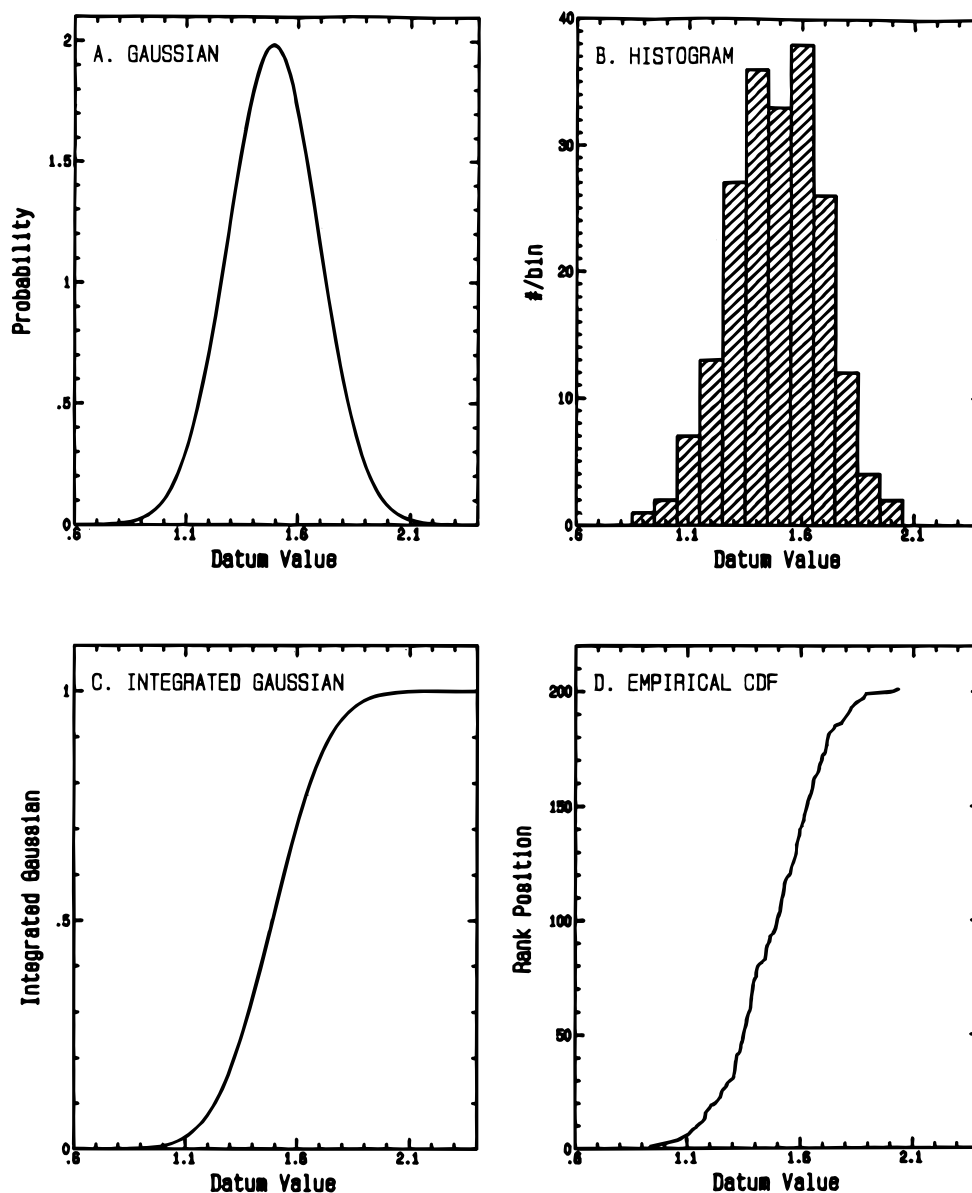 A. GAUSSIAN
2
1.5
1
.5
0
Probability
.6 1.1 1.6 2.1
Datum Value
B. HISTOGRAM
40
30
20
10
0
#/bin
.6 1.1 1.6 2.1
Datum Value
C. INTEGRATED GAUSSIAN
1
.5
0
Integrated Gaussian
.6 1.1 1.6 2.1
Datum Value
D. EMPIRICAL CDF
200
150
100
50
0
Rank Position
.6 1.1 1.6 2.1
Datum Value